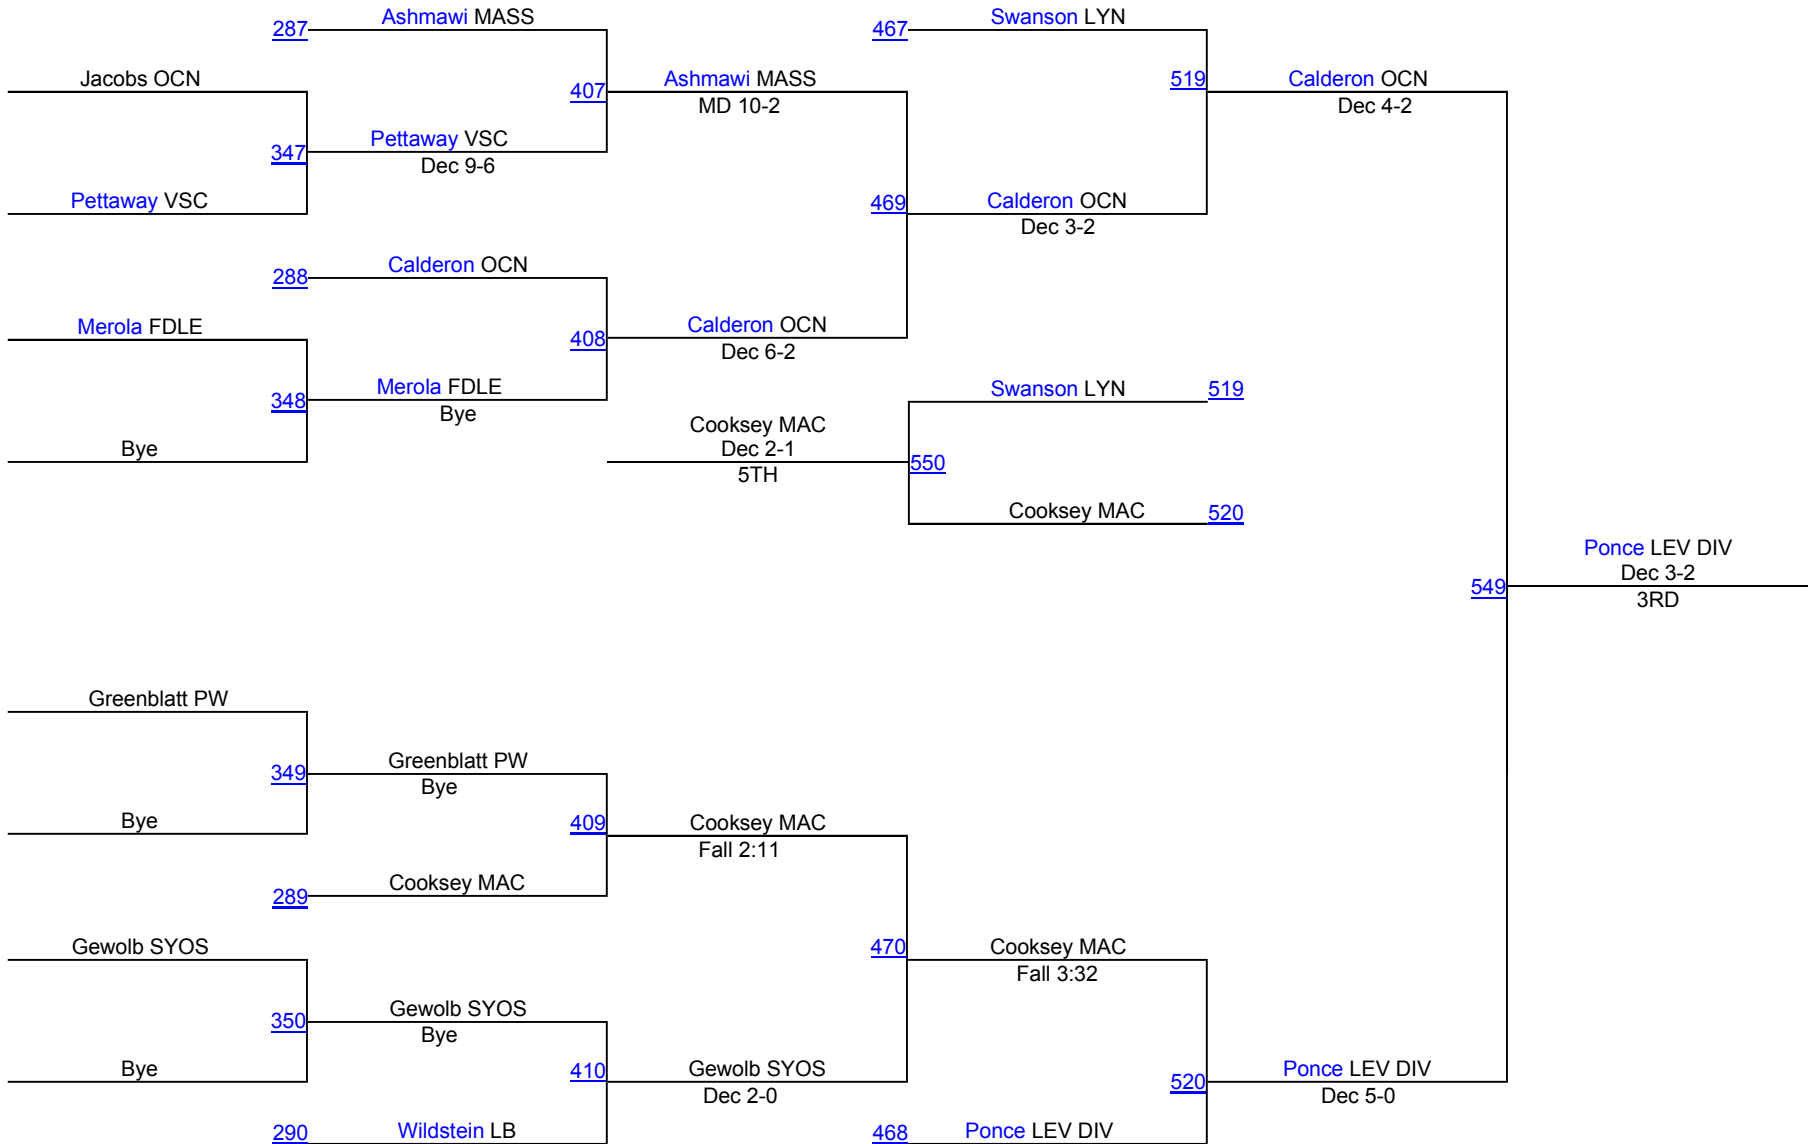 Ashmawi MASS
287
Swanson LYN
467
Jacobs OCN
407
Ashmawi MASS
MD 10-2
519
Calderon OCN
Dec 4-2
347
Pettaway VSC
Dec 9-6
Pettaway VSC
469
Calderon OCN
Dec 3-2
288
Calderon OCN
Merola FDLE
408
Calderon OCN
Dec 6-2
348
Merola FDLE
Bye
Swanson LYN
519
Bye
Cooksey MAC
Dec 2-1
5TH
550
Cooksey MAC
520
Ponce LEV DIV
Dec 3-2
3RD
549
Greenblatt PW
349
Greenblatt PW
Bye
Bye
409
Cooksey MAC
Fall 2:11
289
Cooksey MAC
Gewolb SYOS
470
Cooksey MAC
Fall 3:32
350
Gewolb SYOS
Bye
Bye
410
Gewolb SYOS
Dec 2-0
520
Ponce LEV DIV
Dec 5-0
290
Wildstein LB
468
Ponce LEV DIV